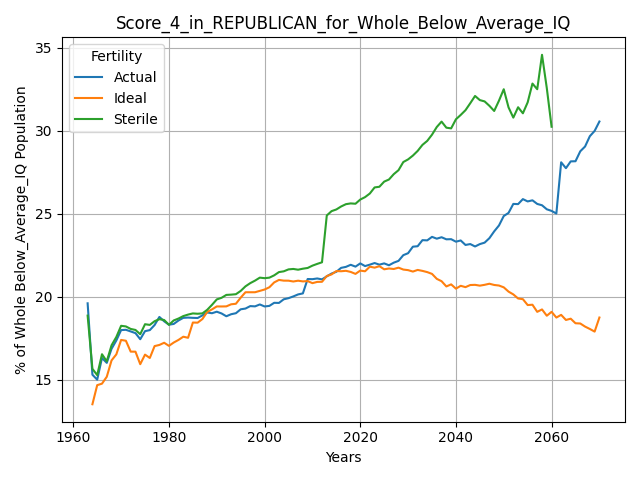 Score_4_in_REPUBLICAN_for_Whole_Below_Average_IQ
Fertility
Actual
Ideal
Sterile
% of Whole Below_Average_IQ Population
35
30
25
20
15
1960 1980 2000 2020 2040 2060
Years